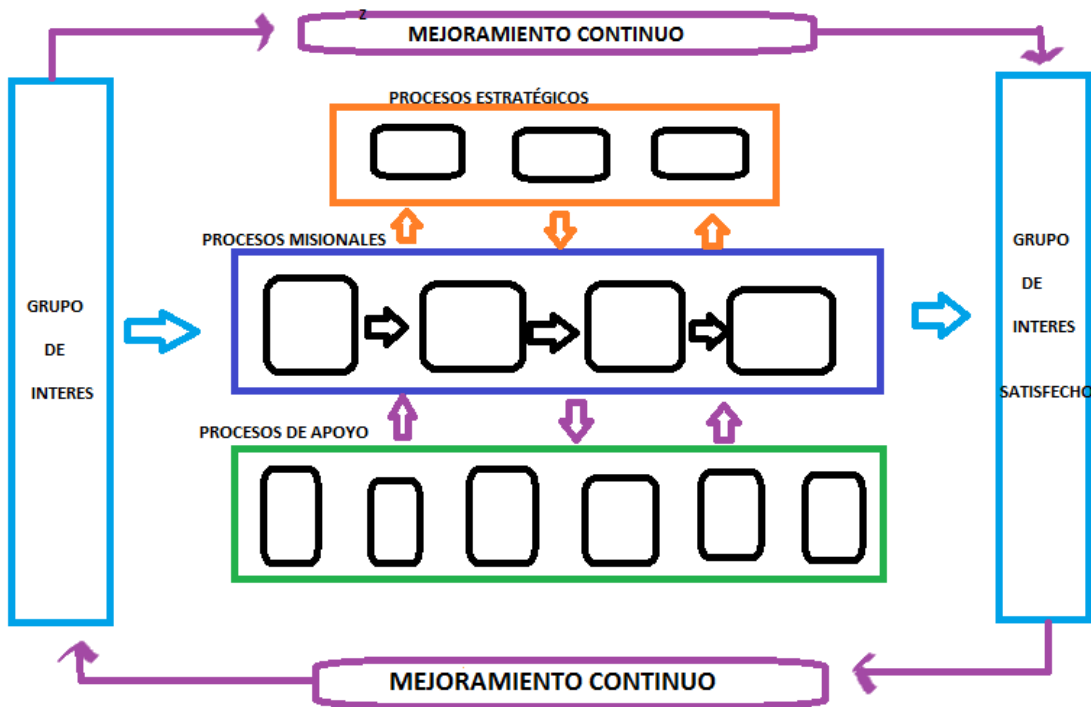 Z
MEJORAMIENTO CONTINUO
PROCESOS ESTRATÉGICOS
PROCESOS MISIONALES
GRUPO
DE
INTERES
GRUPO
DE
INTERES
SATISFECHO
PROCESOS DE APOYO
MEJORAMIENTO CONTINUO